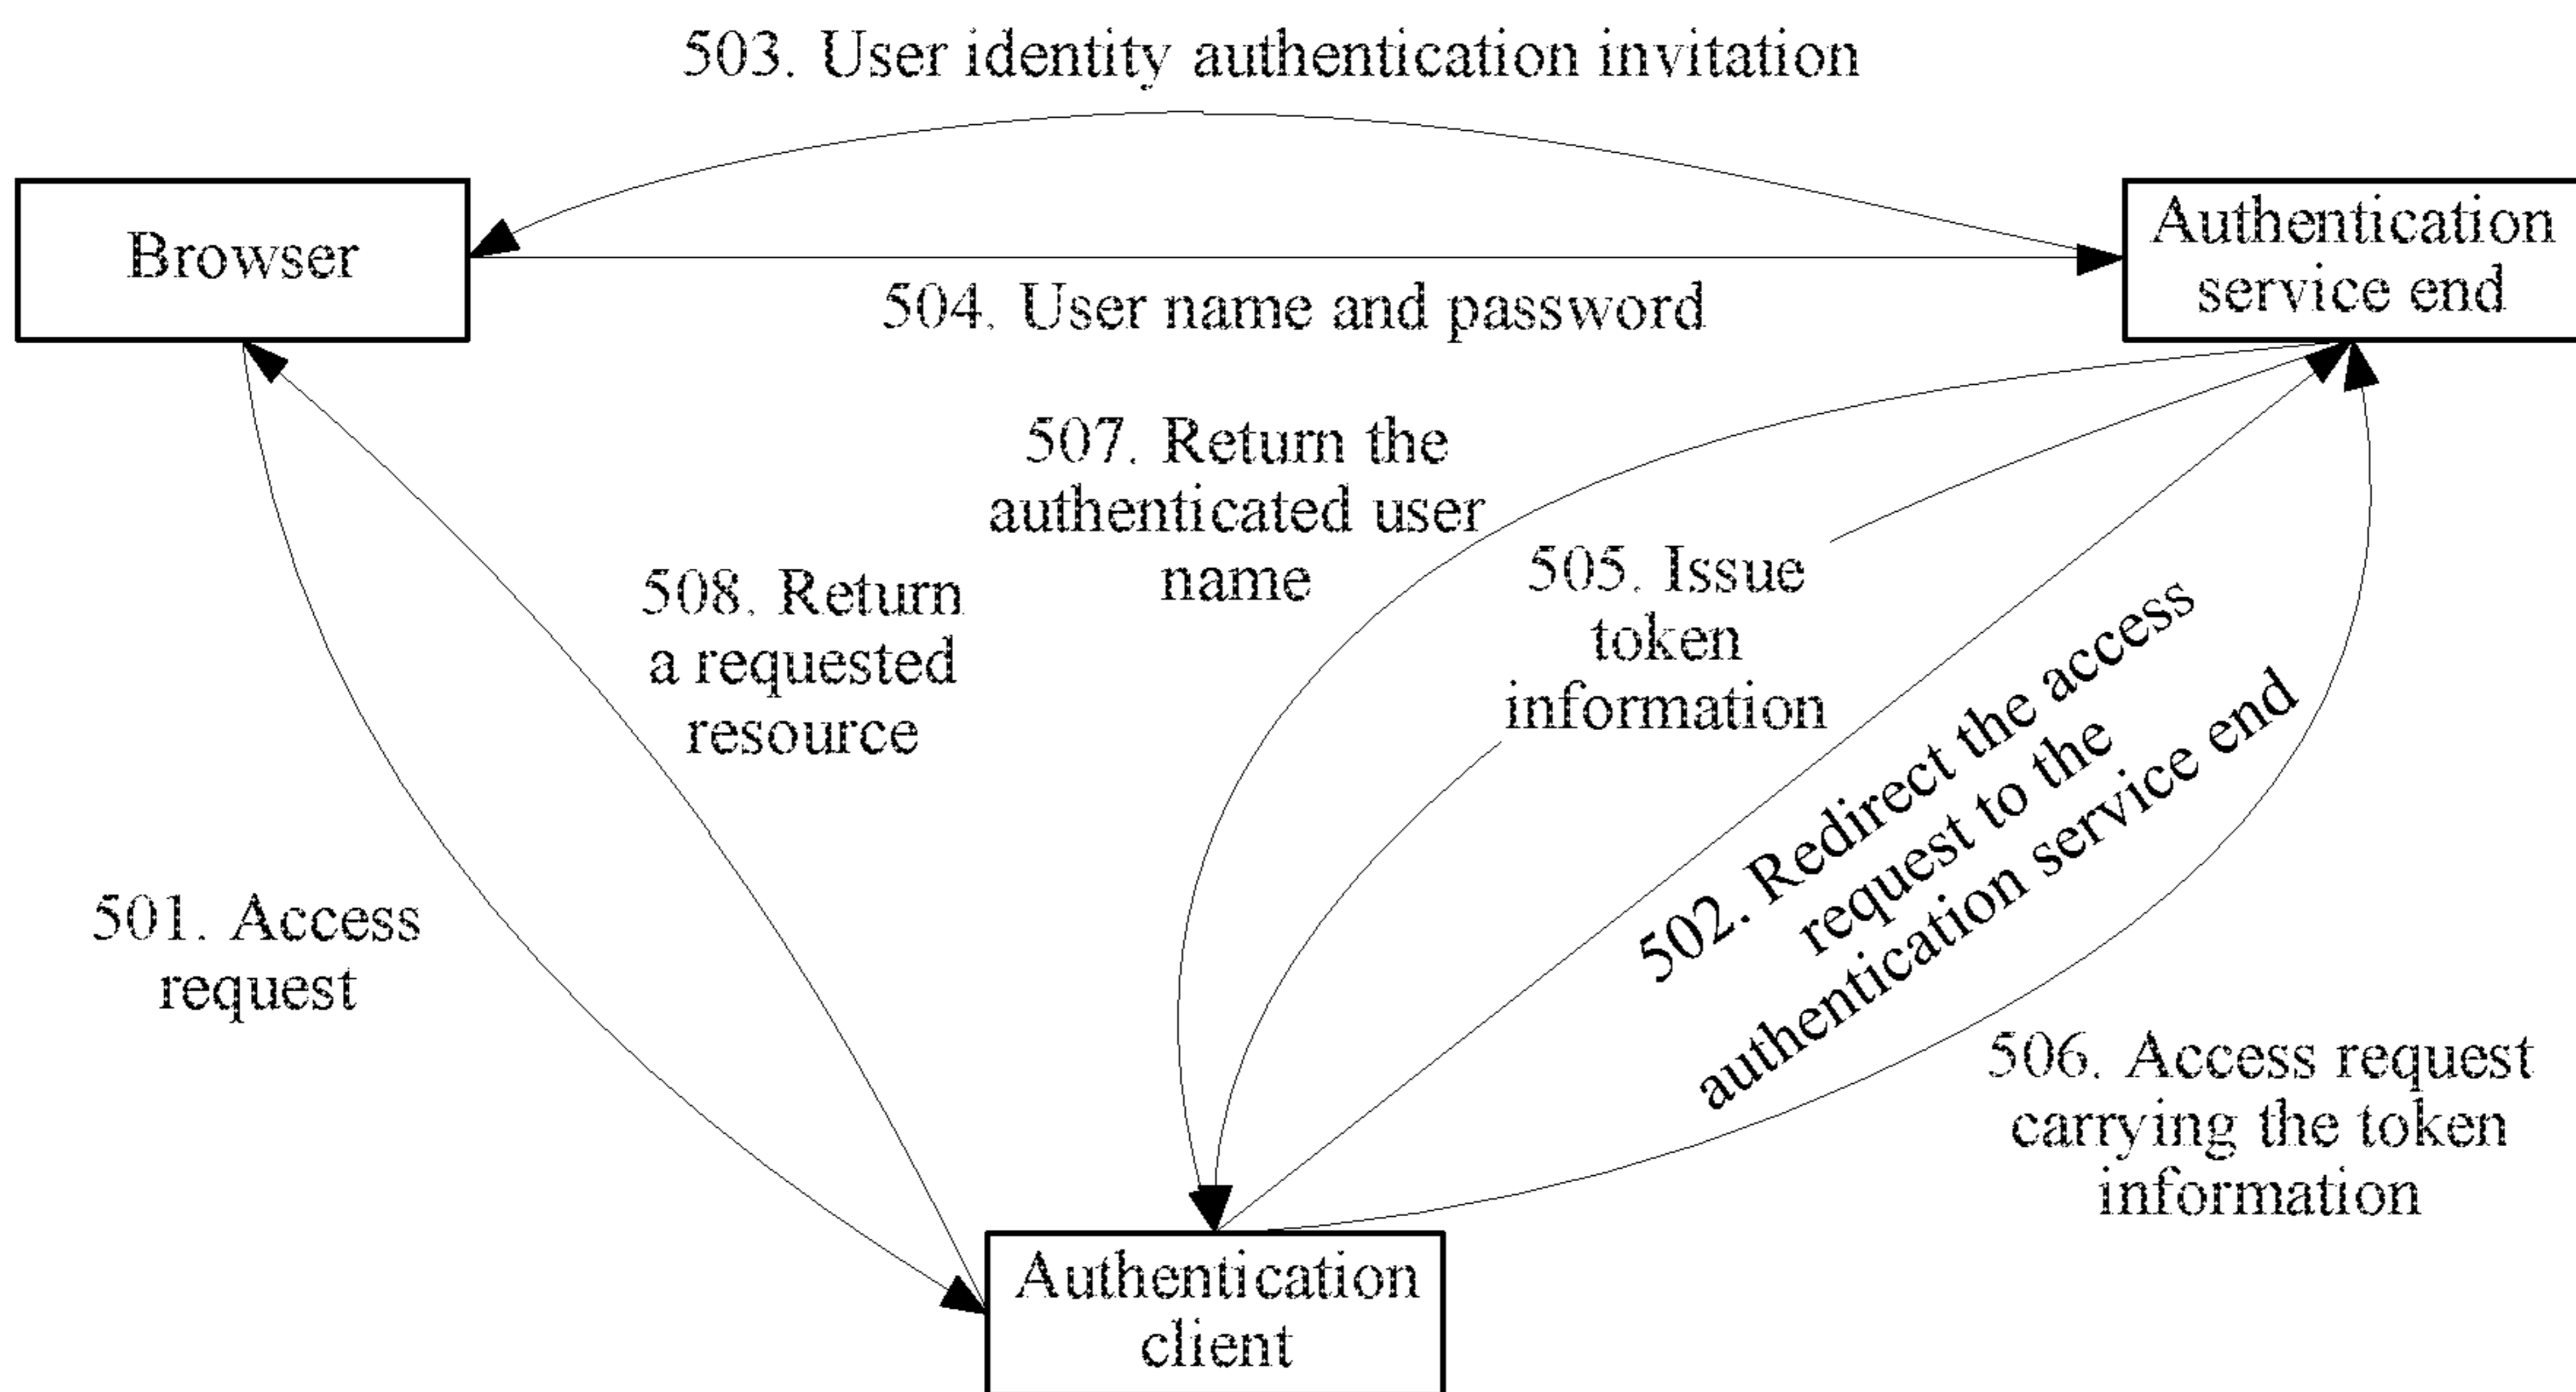 503. User identity authentication invitation
Browser
Authentication
service end
504. User name and password
507. Return the
authenticated user
name
505. Issue
token
information
508. Return
a requested
resource
502. Redirect the access
request to the
authentication service end
501. Access
request
506. Access request
carrying the token
information
Authentication
client